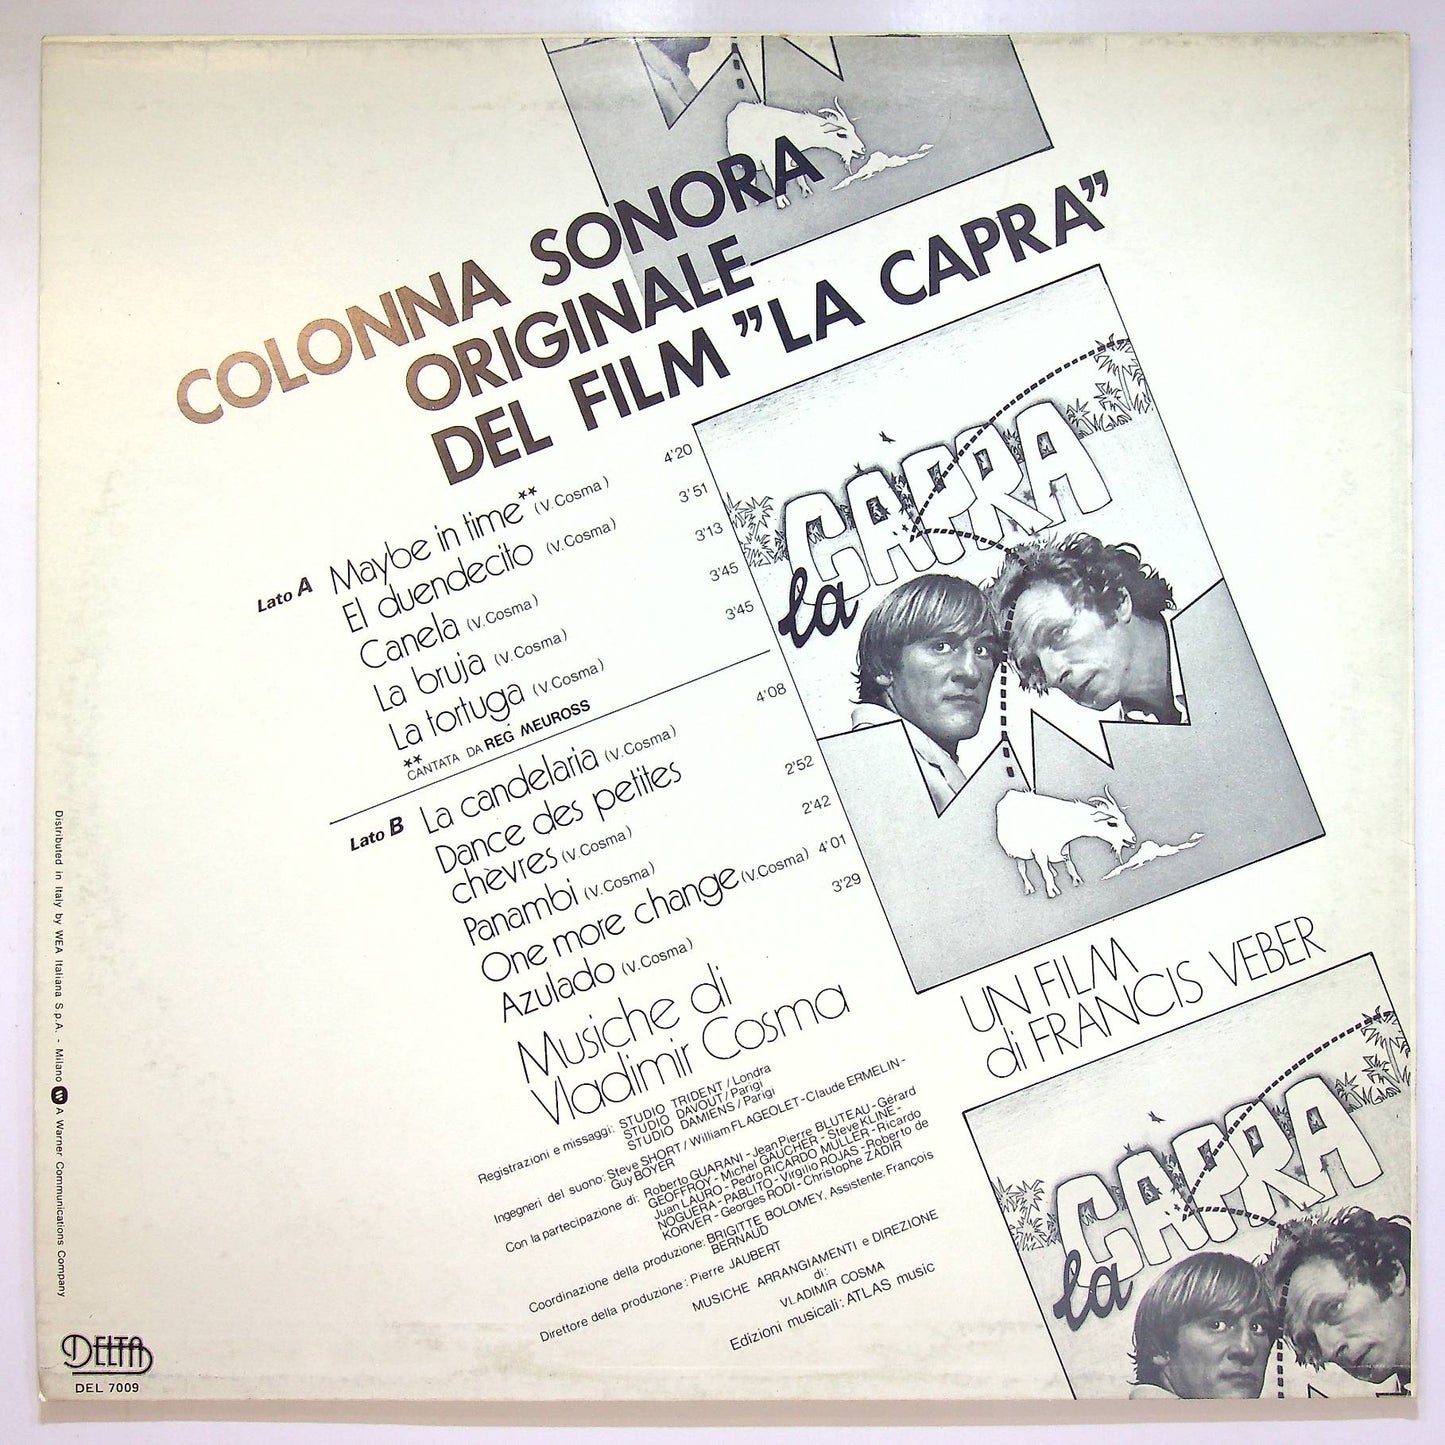 COLONNA SONORA
ORIGINALE
DEL FILM "LA CAPRA"
Lato A
Maybe in time** (V. Cosma) 4'20
El duendecito (V. Cosma) 3'51
Canela (V. Cosma) 3'13
La bruja (V. Cosma) 3'45
La tortuga (V. Cosma) 3'45
** CANTATA DA REG MEUROSS
Lato B
La candelaria (V. Cosma) 4'08
Dance des petites
chèvres (V. Cosma) 2'52
Panambi (V. Cosma) 2'42
One more change (V. Cosma) 4'01
Azulado (V. Cosma) 3'29
Musiche di
Vladimir Cosma
Registrazioni e missaggi: STUDIO TRIDENT / Londra
STUDIO DAVOUT / Parigi
STUDIO DAMIENS / Parigi
Ingegneri del suono: Steve SHORT / William FLAGEOLET - Claude ERMELIN -
Guy BOYER
Con la partecipazione di: Roberto GUARANI - Jean Pierre BLUTEAU - Gérard
GEOFFROY - Michel GAUCHER - Steve KLINE -
Juan LAURO - Pedro RICARDO MULLER - Ricardo
NOGUERA - PABLITO - Virgilio ROJAS - Roberto de
KORVER - Georges RODI - Christophe ZADIR
Coordinazione della produzione: BRIGITTE BOLOMEY, Assistente: François
BERNAUD
Direttore della produzione: Pierre JAUBERT
MUSICHE ARRANGIAMENTI e DIREZIONE
di:
VLADIMIR COSMA
Edizioni musicali: ATLAS music
la CAPRA
UN FILM
di FRANCIS VEBER
la CAPRA
Distributed in Italy by WEA Italiana S.p.A. - Milano W A Warner Communications Company
DELTA
DEL 7009